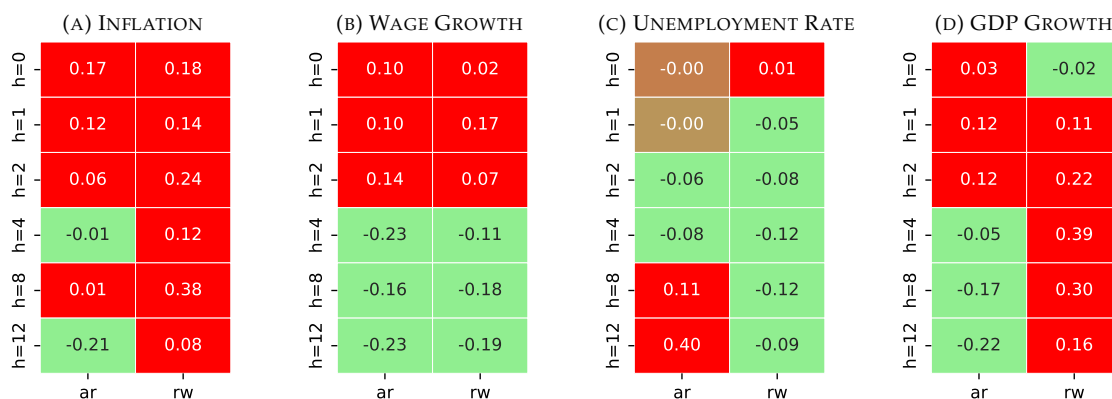 (A) INFLATION (B) WAGE GROWTH (C) UNEMPLOYMENT RATE (D) GDP GROWTH
h=0 0.17 0.18 h=0 0.10 0.02 h=0 -0.00 0.01 h=0 0.03 -0.02
h=1 0.12 0.14 h=1 0.10 0.17 h=1 -0.00 -0.05 h=1 0.12 0.11
h=2 0.06 0.24 h=2 0.14 0.07 h=2 -0.06 -0.08 h=2 0.12 0.22
h=4 -0.01 0.12 h=4 -0.23 -0.11 h=4 -0.08 -0.12 h=4 -0.05 0.39
h=8 0.01 0.38 h=8 -0.16 -0.18 h=8 0.11 -0.12 h=8 -0.17 0.30
h=12 -0.21 0.08 h=12 -0.23 -0.19 h=12 0.40 -0.09 h=12 -0.22 0.16
ar rw ar rw ar rw ar rw